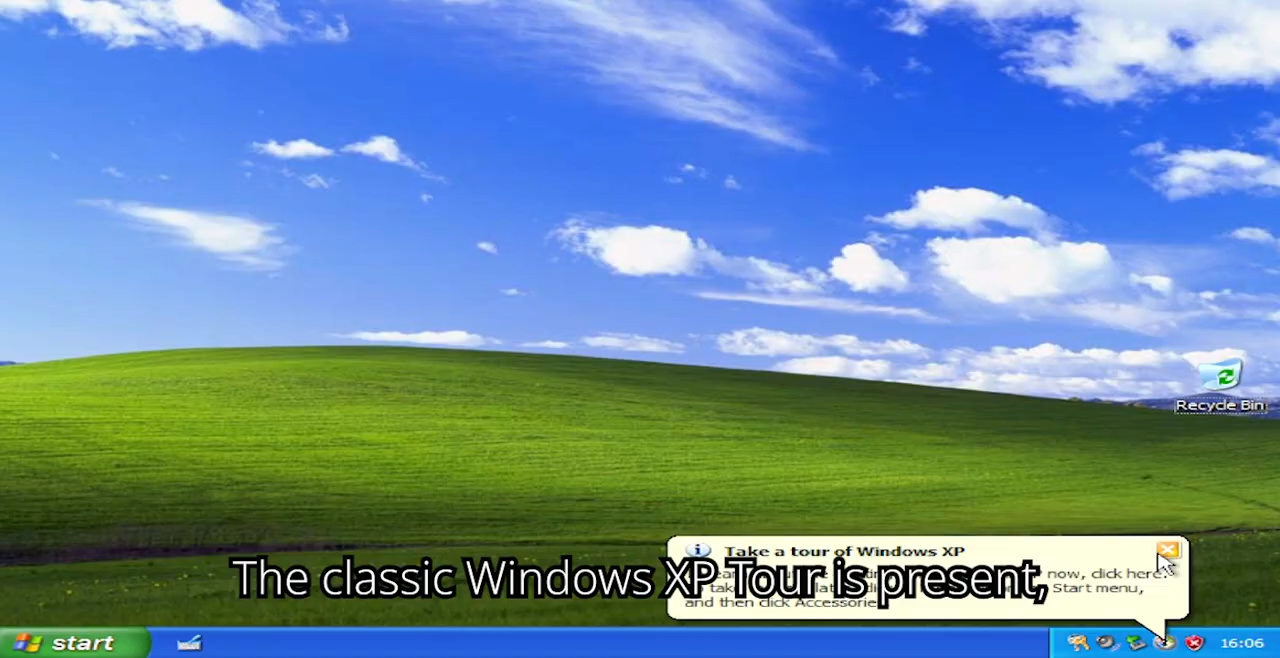 Recycle Bin
Take a tour of Windows XP
now, click here.
Start menu,
and then click Accessories
The classic Windows XP Tour is present,
start
16:06